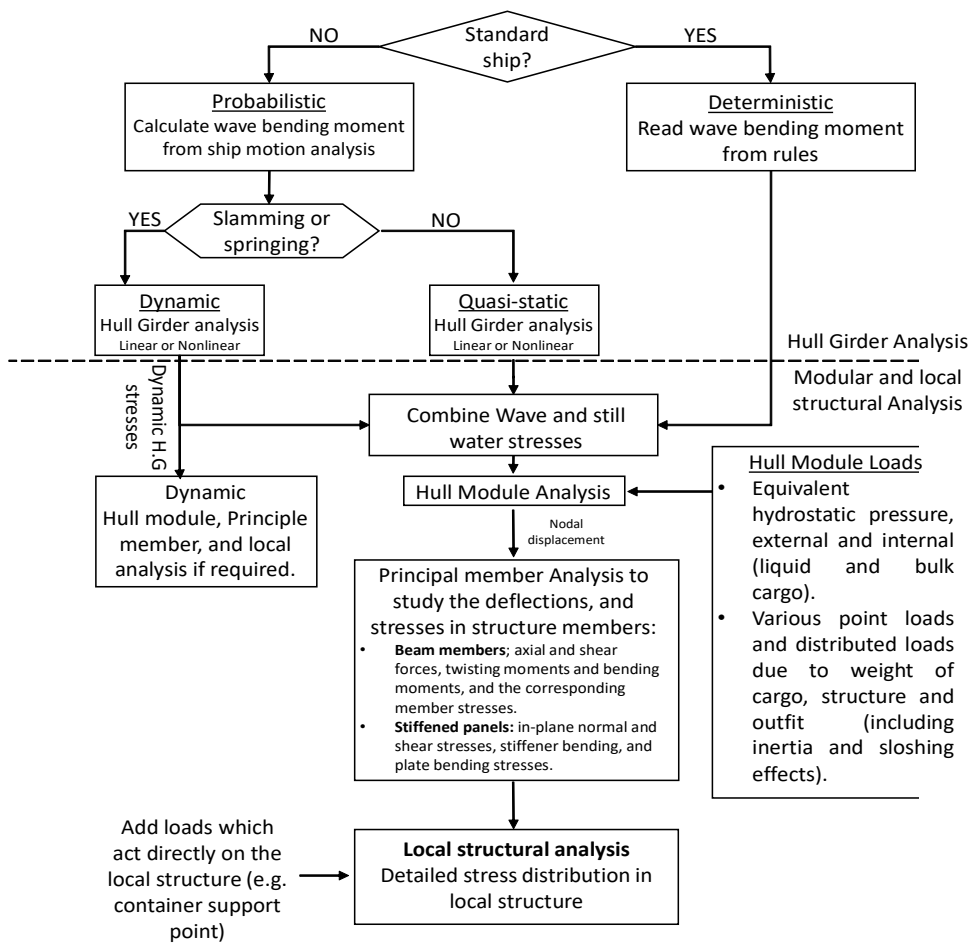 NO
Standard
ship?
YES
Probabilistic
Calculate wave bending moment
from ship motion analysis
Deterministic
Read wave bending moment
from rules
YES
Slamming or
springing?
NO
Dynamic
Hull Girder analysis
Linear or Nonlinear
Quasi-static
Hull Girder analysis
Linear or Nonlinear
Hull Girder Analysis
Modular and local
structural Analysis
Dynamic H.G
stresses
Combine Wave and still
water stresses
Dynamic
Hull module, Principle
member, and local
analysis if required.
Hull Module Analysis
Nodal
displacement
Hull Module Loads
• Equivalent
hydrostatic pressure,
external and internal
(liquid and bulk
cargo).
• Various point loads
and distributed loads
due to weight of
cargo, structure and
outfit (including
inertia and sloshing
effects).
Principal member Analysis to
study the deflections, and
stresses in structure members:
• Beam members; axial and shear
forces, twisting moments and bending
moments, and the corresponding
member stresses.
• Stiffened panels: in-plane normal and
shear stresses, stiffener bending, and
plate bending stresses.
Add loads which
act directly on the
local structure (e.g.
container support
point)
Local structural analysis
Detailed stress distribution in
local structure